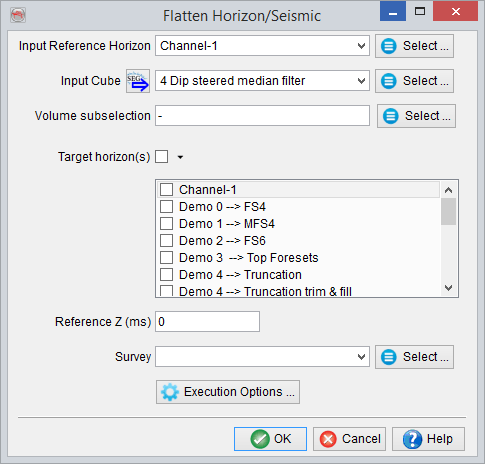 Flatten Horizon/Seismic
Input Reference Horizon Channel-1 Select ...
Input Cube SEG 4 Dip steered median filter Select ...
Volume subselection - Select ...
Target horizon(s)
Channel-1
Demo 0 --> FS4
Demo 1 --> MFS4
Demo 2 --> FS6
Demo 3 --> Top Foresets
Demo 4 --> Truncation
Demo 4 --> Truncation trim & fill
Reference Z (ms) 0
Survey Select ...
Execution Options ...
OK Cancel Help